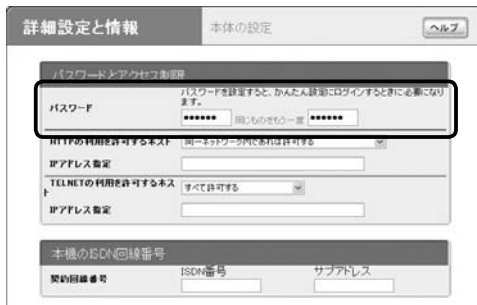 詳細設定と情報
本体の設定
ヘルプ
パスワードとアクセス制限
パスワード
パスワードを設定すると、かんたん設定にログインするときに必要になり
ます。
●●●●●● 同じものをもう一度 ●●●●●●
HTTPの利用を許可するホスト 同一ネットワーク内であれば許可する
IPアドレス指定
TELNETの利用を許可するホス
ト
すべて許可する
IPアドレス指定
本機のISDN回線番号
契約回線番号
ISDN番号
サブアドレス